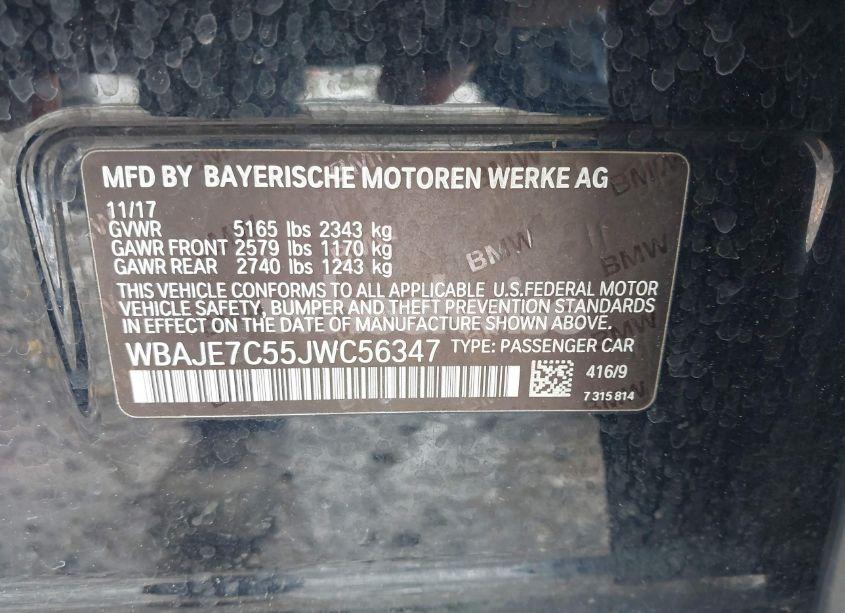 MFD BY BAYERISCHE MOTOREN WERKE AG
11/17
GVWR 5165 lbs 2343 kg
GAWR FRONT 2579 lbs 1170 kg
GAWR REAR 2740 lbs 1243 kg
THIS VEHICLE CONFORMS TO ALL APPLICABLE U.S.FEDERAL MOTOR
VEHICLE SAFETY, BUMPER AND THEFT PREVENTION STANDARDS
IN EFFECT ON THE DATE OF MANUFACTURE SHOWN ABOVE.
WBAJE7C55JWC56347 TYPE: PASSENGER CAR
416/9
7 315 814
BMW
BMW
BMW